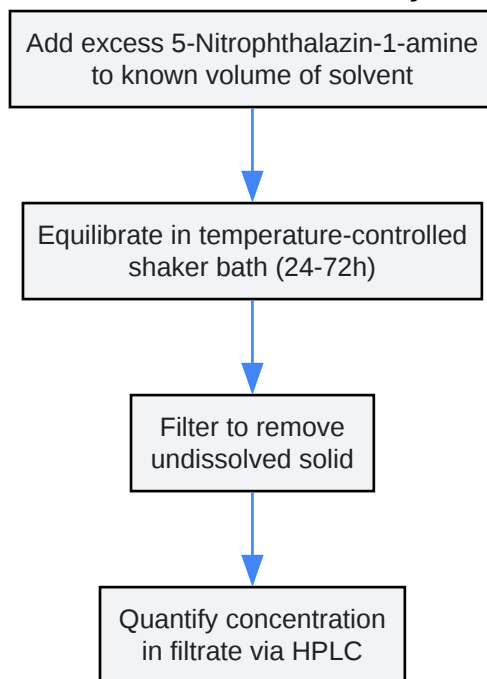 Add excess 5-Nitrophthalazin-1-amine
to known volume of solvent
Equilibrate in temperature-controlled
shaker bath (24-72h)
Filter to remove
undissolved solid
Quantify concentration
in filtrate via HPLC